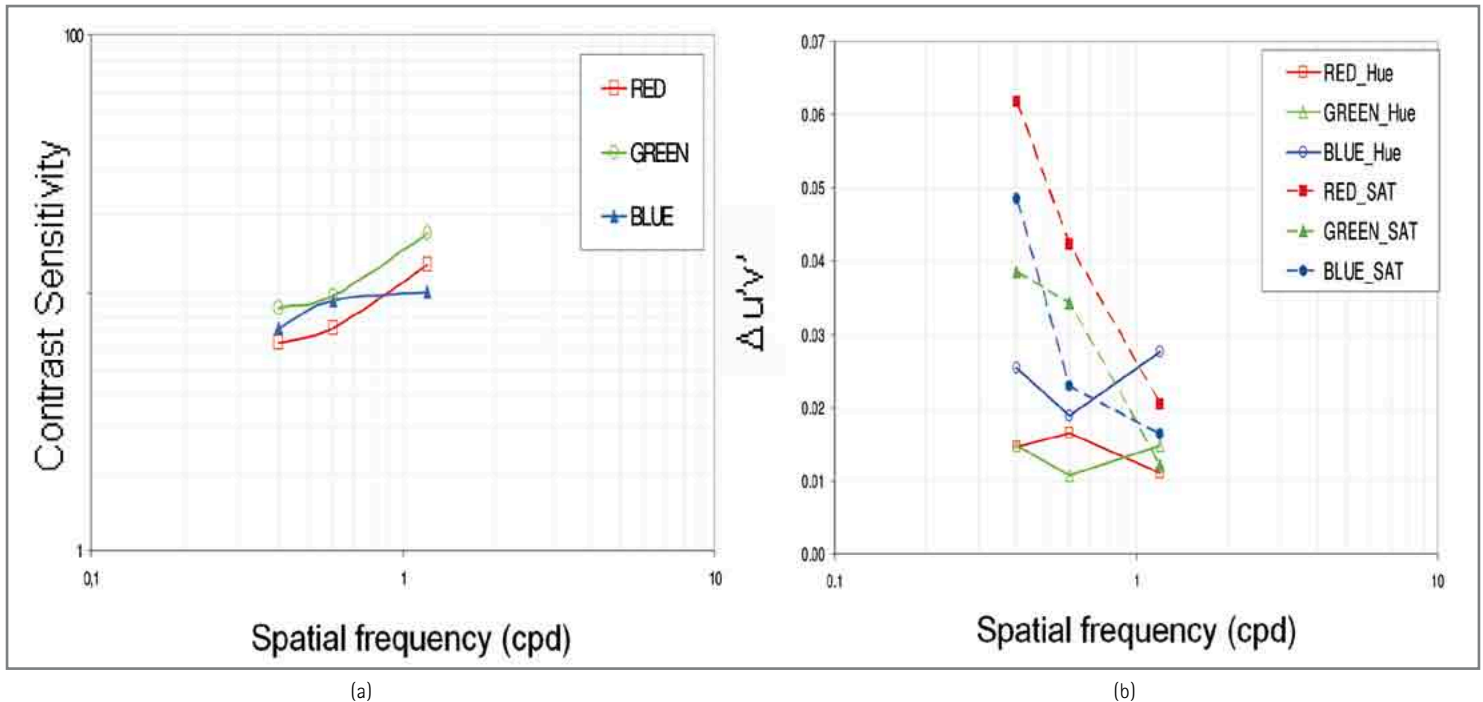 100
1
0,1
1
10
Contrast Sensitivity
Spatial frequency (cpd)
RED
GREEN
BLUE
(a)
0.07
0.06
0.05
0.04
0.03
0.02
0.01
0.00
0.1
1
10
Δ u'v'
Spatial frequency (cpd)
RED_Hue
GREEN_Hue
BLUE_Hue
RED_SAT
GREEN_SAT
BLUE_SAT
(b)